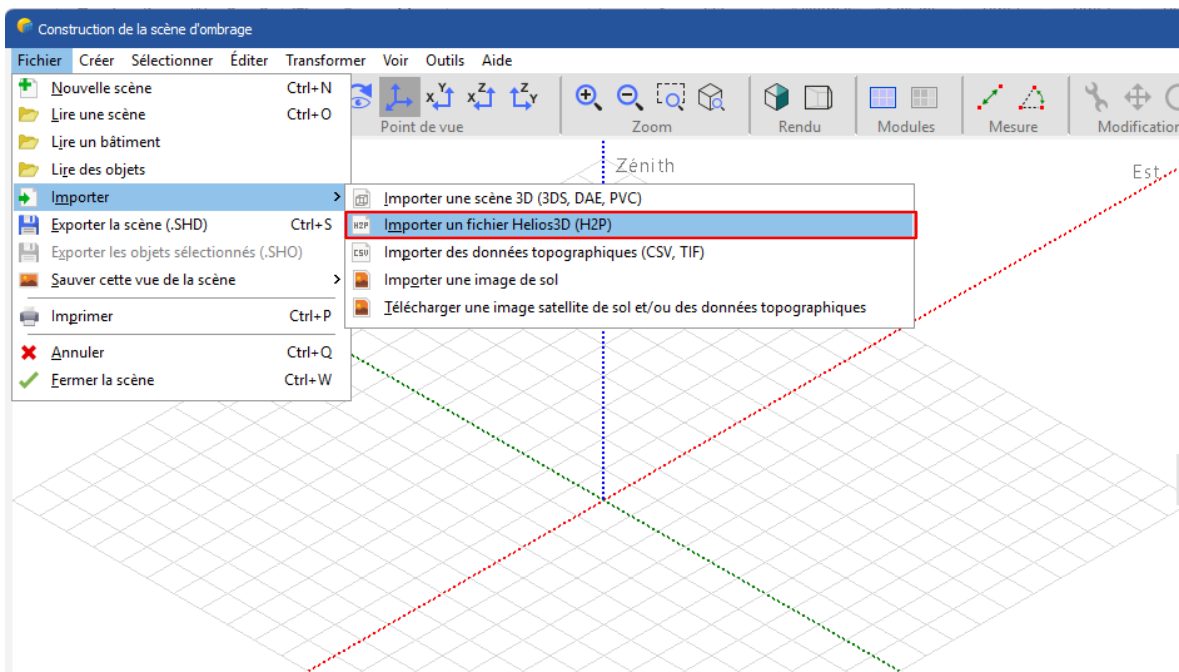 Construction de la scène d'ombrage
Fichier Créer Sélectionner Éditer Transformer Voir Outils Aide
Nouvelle scène Ctrl+N
Lire une scène Ctrl+O
Lire un bâtiment
Lire des objets
Importer >
Exporter la scène (.SHD) Ctrl+S
Exporter les objets sélectionnés (.SHO)
Sauver cette vue de la scène >
Imprimer Ctrl+P
Annuler Ctrl+Q
Fermer la scène Ctrl+W
Importer une scène 3D (3DS, DAE, PVC)
H2P Importer un fichier Helios3D (H2P)
CSV Importer des données topographiques (CSV, TIF)
Importer une image de sol
Télécharger une image satellite de sol et/ou des données topographiques
X Y X Z Z Y
Point de vue Zoom Rendu Modules Mesure Modification
Zénith
Est